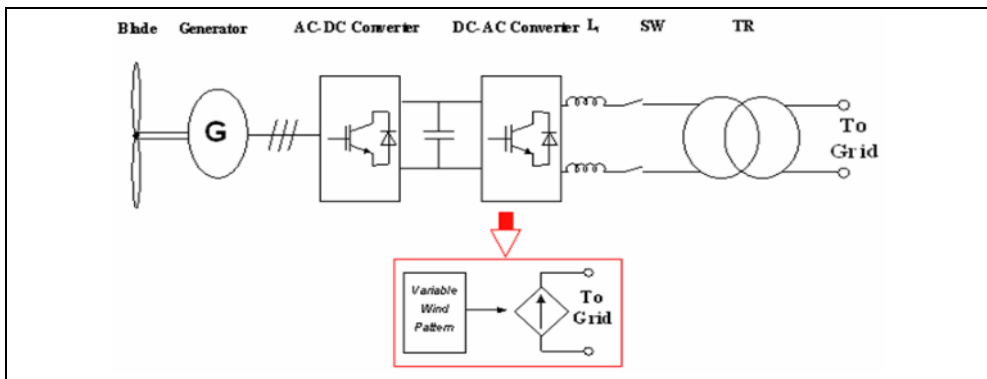 Blade Generator AC-DC Converter DC-AC Converter Lf SW TR
G
To
Grid
Variable
Wind
Pattern
To
Grid